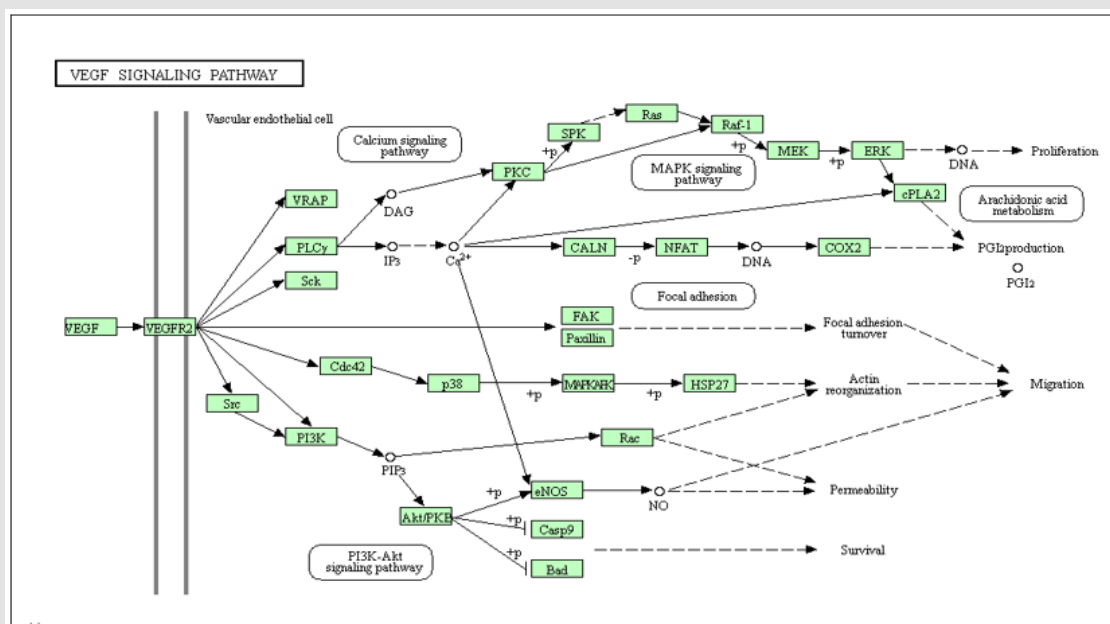 VEGF SIGNALING PATHWAY
Vascular endothelial cell
Calcium signaling
pathway
SPK
Ras
Raf-1
+p
+p
MEK
+p
ERK
DNA
Proliferation
PKC
MAPK signaling
pathway
VRAP
DAG
cPLA2
Arachidonic acid
metabolism
PLCγ
IP3
Ca2+
CALN
-p
NFAT
DNA
COX2
PGI2production
PGI2
Sck
Focal adhesion
VEGF
VEGFR2
FAK
Paxillin
Focal adhesion
turnover
Cdc42
p38
+p
MAPKAPK
+p
HSP27
Actin
reorganization
Migration
Src
PI3K
PIP3
Rac
+p
eNOS
NO
Permeability
Akt/PKB
+p
Casp9
+p
Bad
Survival
PI3K-Akt
signaling pathway